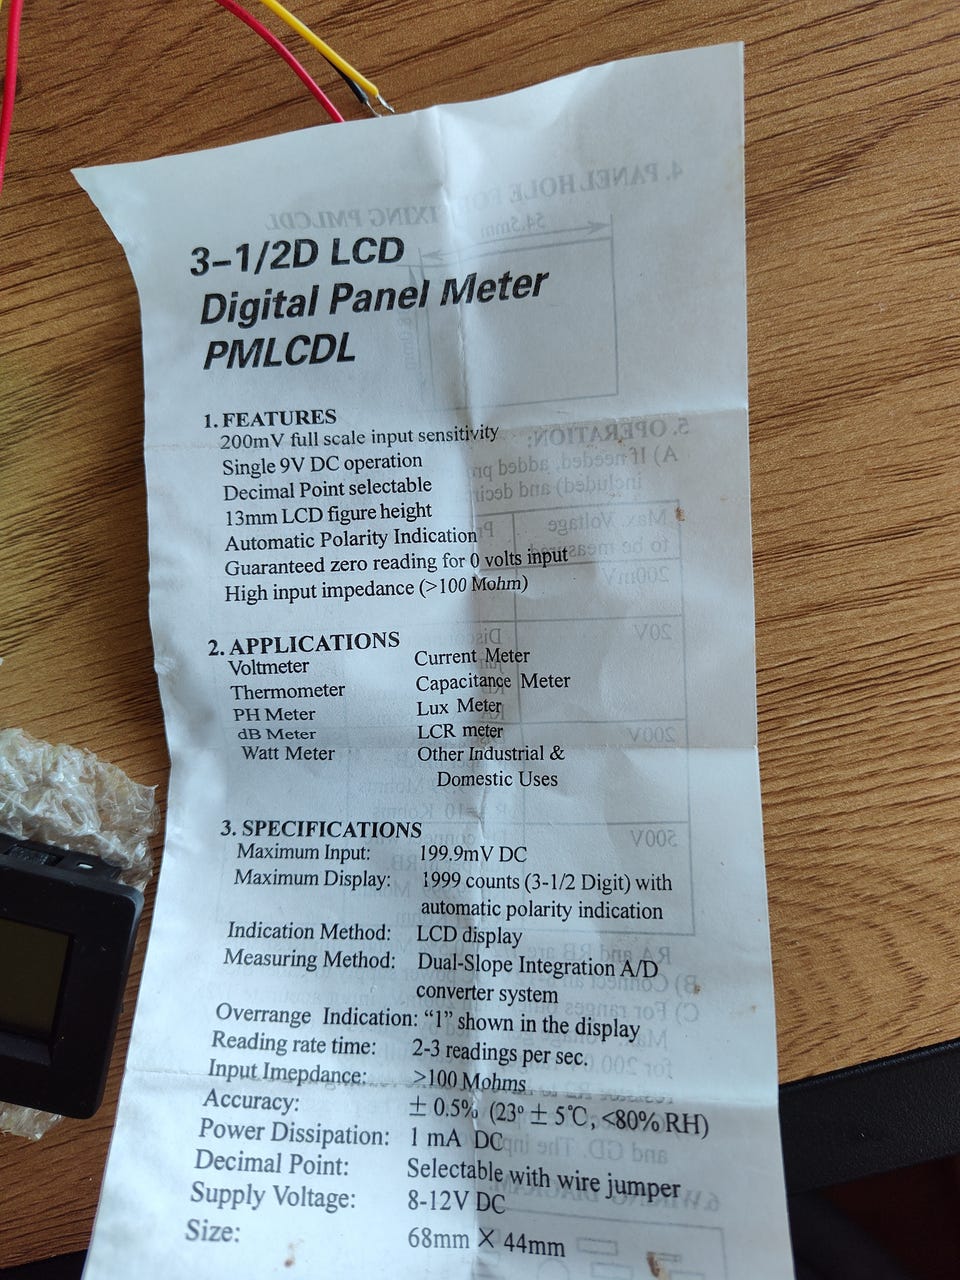 3-1/2D LCD
Digital Panel Meter
PMLCDL
1. FEATURES
200mV full scale input sensitivity
Single 9V DC operation
Decimal Point selectable
13mm LCD figure height
Automatic Polarity Indication
Guaranteed zero reading for 0 volts input
High input impedance (>100 Mohm)
2. APPLICATIONS
Voltmeter Current Meter
Thermometer Capacitance Meter
PH Meter Lux Meter
dB Meter LCR meter
Watt Meter Other Industrial &
Domestic Uses
3. SPECIFICATIONS
Maximum Input: 199.9mV DC
Maximum Display: 1999 counts (3-1/2 Digit) with
automatic polarity indication
Indication Method: LCD display
Measuring Method: Dual-Slope Integration A/D
converter system
Overrange Indication: “1” shown in the display
Reading rate time: 2-3 readings per sec.
Input Imepdance: >100 Mohms
Accuracy: ± 0.5% (23º ± 5℃, <80% RH)
Power Dissipation: 1 mA DC
Decimal Point: Selectable with wire jumper
Supply Voltage: 8-12V DC
Size: 68mm X 44mm